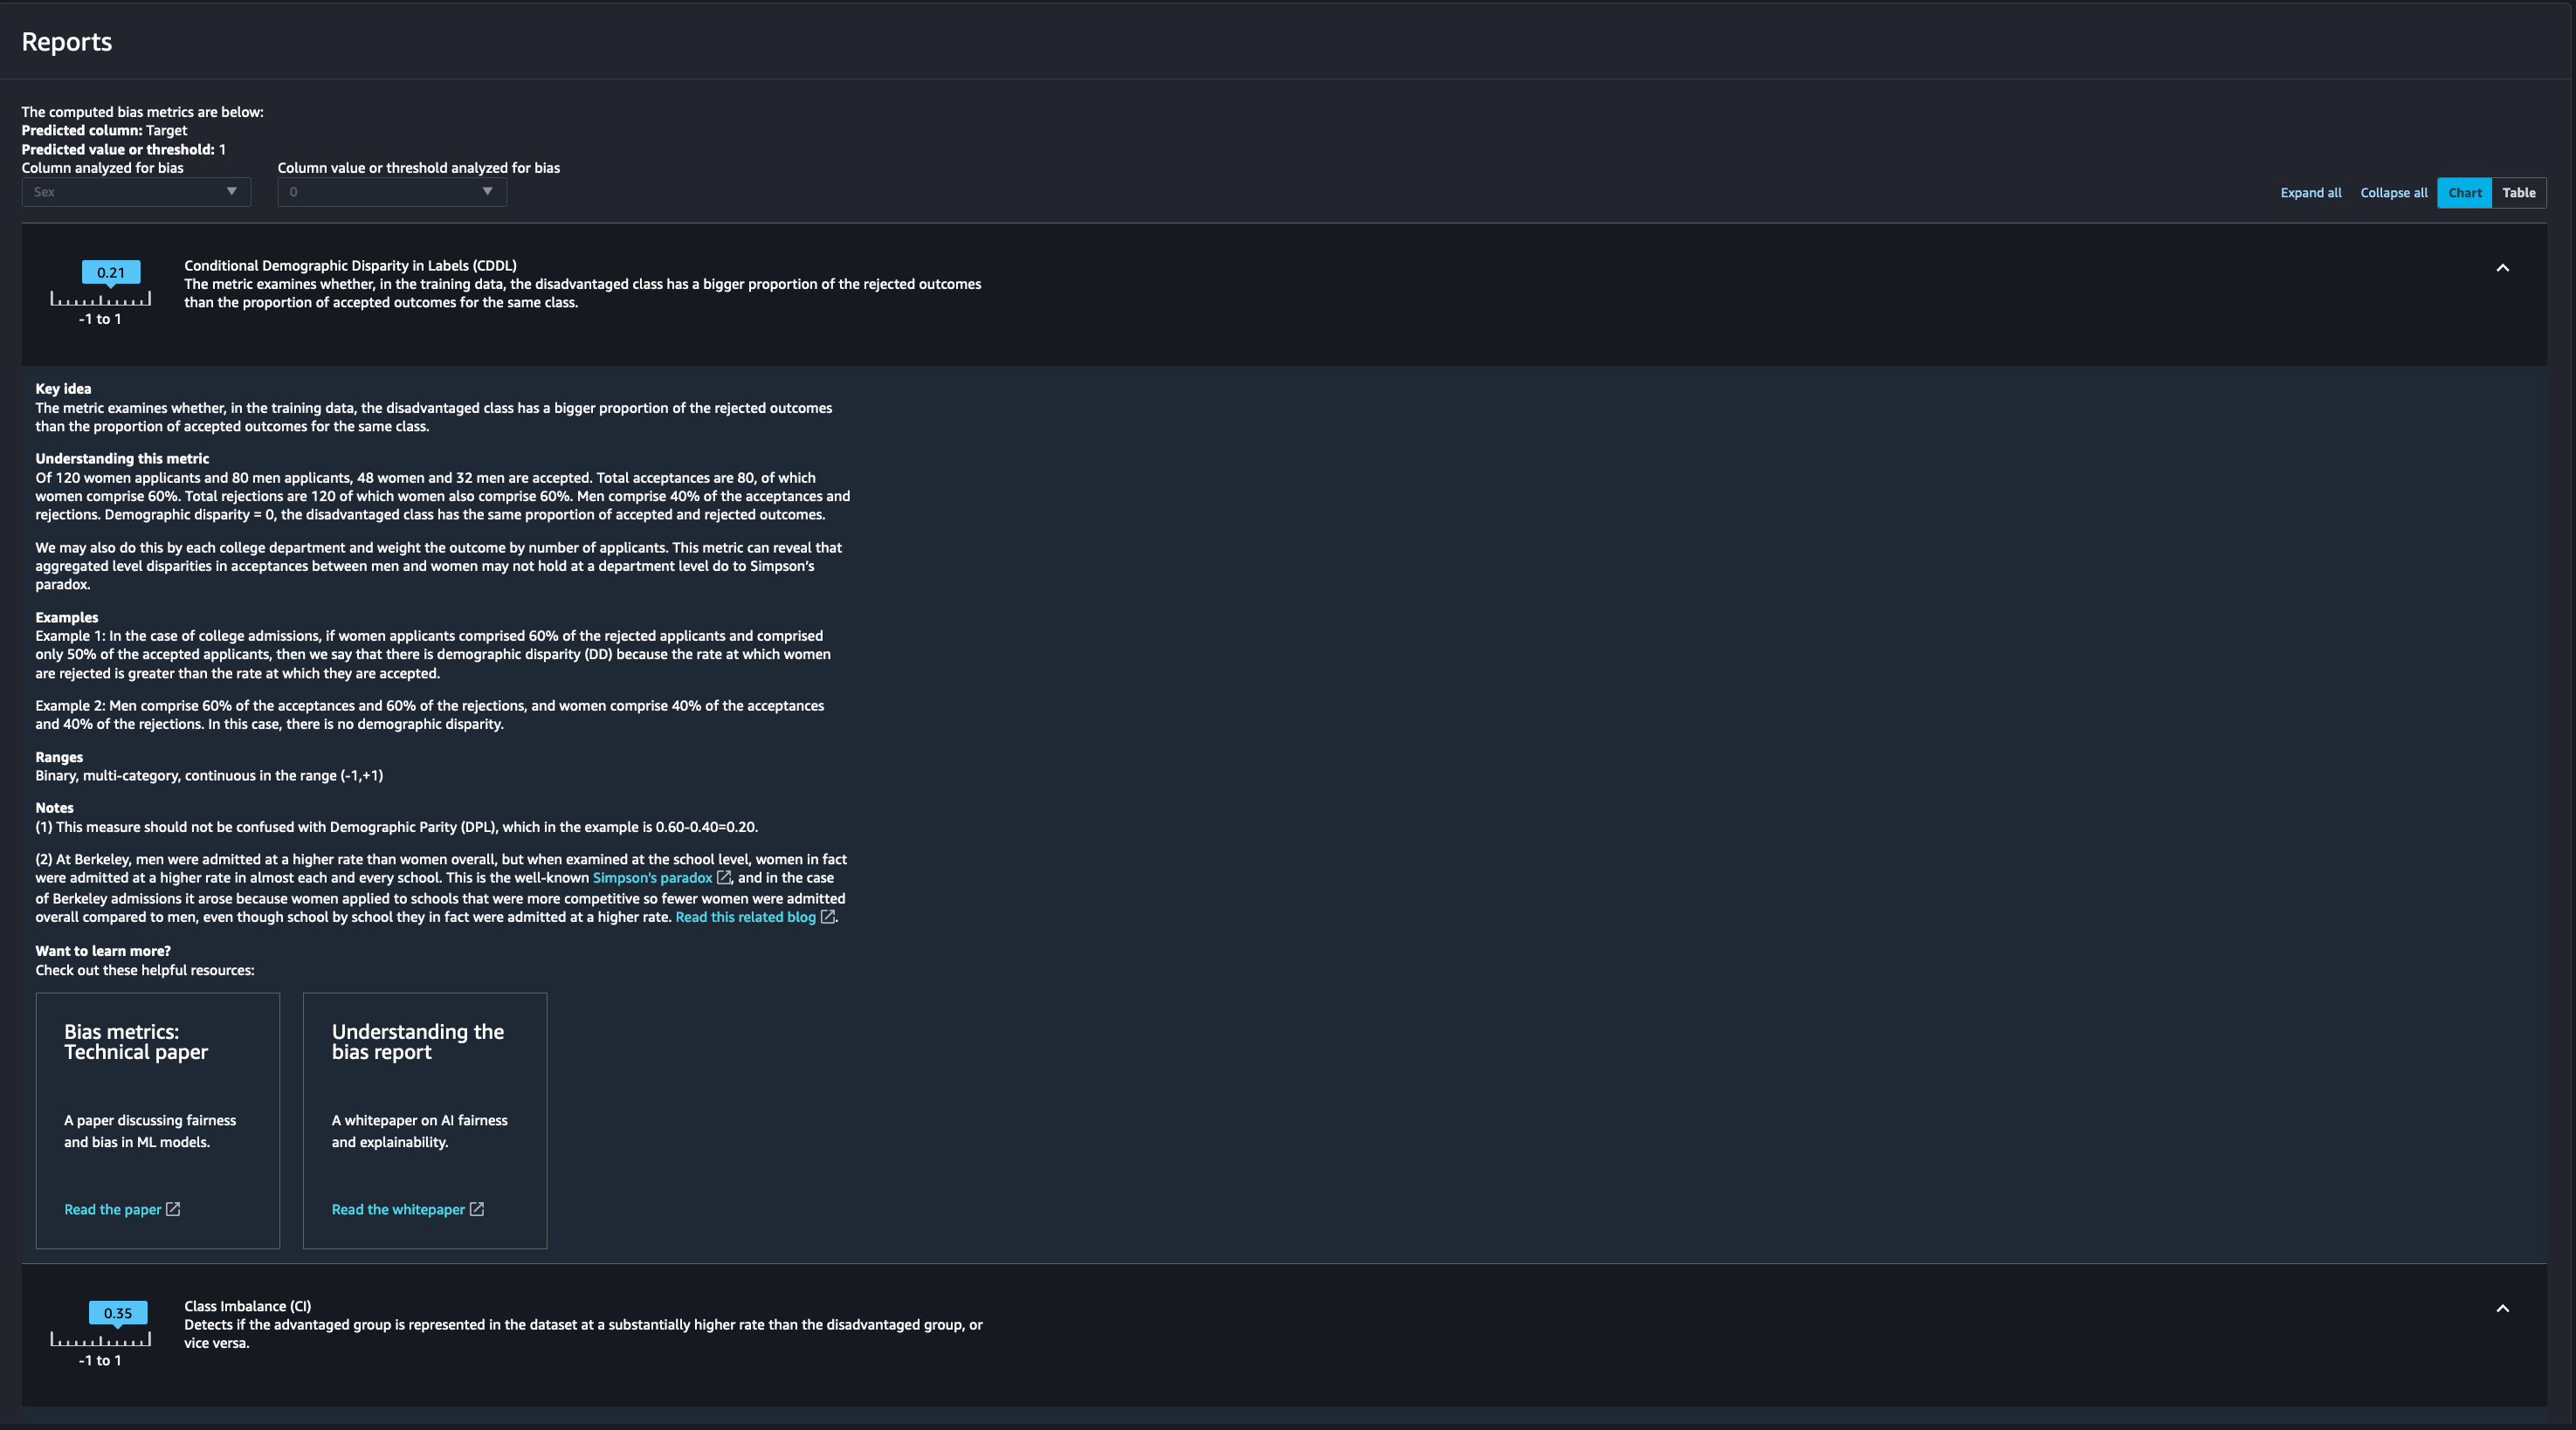 Reports
The computed bias metrics are below:
Predicted column: Target
Predicted value or threshold: 1
Column analyzed for bias
Sex
Column value or threshold analyzed for bias
0
Expand all
Collapse all
Chart
Table
0.21
-1 to 1
Conditional Demographic Disparity in Labels (CDDL)
The metric examines whether, in the training data, the disadvantaged class has a bigger proportion of the rejected outcomes
than the proportion of accepted outcomes for the same class.
Key idea
The metric examines whether, in the training data, the disadvantaged class has a bigger proportion of the rejected outcomes
than the proportion of accepted outcomes for the same class.
Understanding this metric
Of 120 women applicants and 80 men applicants, 48 women and 32 men are accepted. Total acceptances are 80, of which
women comprise 60%. Total rejections are 120 of which women also comprise 60%. Men comprise 40% of the acceptances and
rejections. Demographic disparity = 0, the disadvantaged class has the same proportion of accepted and rejected outcomes.
We may also do this by each college department and weight the outcome by number of applicants. This metric can reveal that
aggregated level disparities in acceptances between men and women may not hold at a department level do to Simpson’s
paradox.
Examples
Example 1: In the case of college admissions, if women applicants comprised 60% of the rejected applicants and comprised
only 50% of the accepted applicants, then we say that there is demographic disparity (DD) because the rate at which women
are rejected is greater than the rate at which they are accepted.
Example 2: Men comprise 60% of the acceptances and 60% of the rejections, and women comprise 40% of the acceptances
and 40% of the rejections. In this case, there is no demographic disparity.
Ranges
Binary, multi-category, continuous in the range (-1,+1)
Notes
(1) This measure should not be confused with Demographic Parity (DPL), which in the example is 0.60-0.40=0.20.
(2) At Berkeley, men were admitted at a higher rate than women overall, but when examined at the school level, women in fact
were admitted at a higher rate in almost each and every school. This is the well-known Simpson's paradox, and in the case
of Berkeley admissions it arose because women applied to schools that were more competitive so fewer women were admitted
overall compared to men, even though school by school they in fact were admitted at a higher rate. Read this related blog.
Want to learn more?
Check out these helpful resources:
Bias metrics:
Technical paper
A paper discussing fairness
and bias in ML models.
Read the paper
Understanding the
bias report
A whitepaper on AI fairness
and explainability.
Read the whitepaper
0.35
-1 to 1
Class Imbalance (CI)
Detects if the advantaged group is represented in the dataset at a substantially higher rate than the disadvantaged group, or
vice versa.